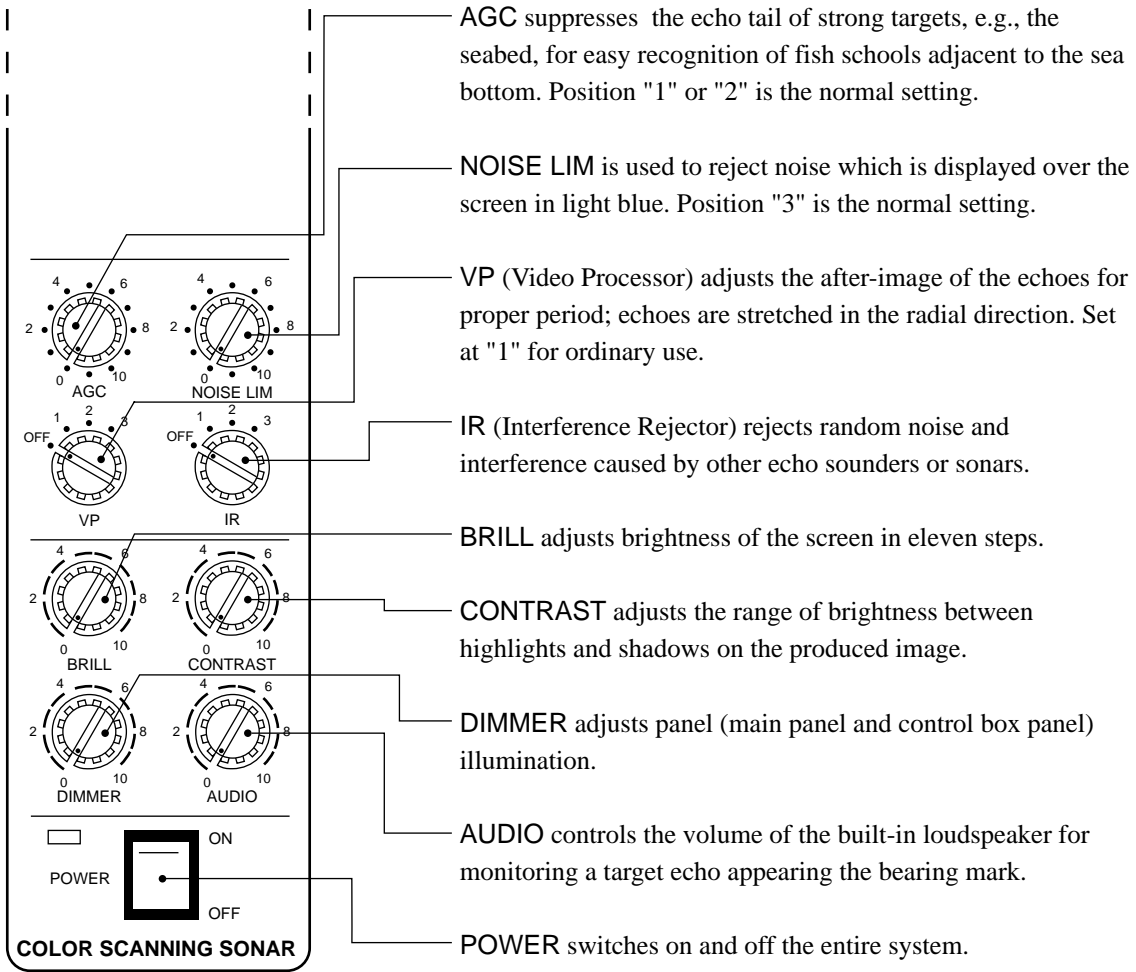 AGC suppresses the echo tail of strong targets, e.g., the
seabed, for easy recognition of fish schools adjacent to the sea
bottom. Position "1" or "2" is the normal setting.
NOISE LIM is used to reject noise which is displayed over the
screen in light blue. Position "3" is the normal setting.
VP (Video Processor) adjusts the after-image of the echoes for
proper period; echoes are stretched in the radial direction. Set
at "1" for ordinary use.
IR (Interference Rejector) rejects random noise and
interference caused by other echo sounders or sonars.
BRILL adjusts brightness of the screen in eleven steps.
CONTRAST adjusts the range of brightness between
highlights and shadows on the produced image.
DIMMER adjusts panel (main panel and control box panel)
illumination.
AUDIO controls the volume of the built-in loudspeaker for
monitoring a target echo appearing the bearing mark.
POWER switches on and off the entire system.
4 6 4 6
2 8 2 8
0 10 0 10
AGC NOISE LIM
1 2 3 1 2 3
OFF OFF
VP IR
4 6 4 6
2 8 2 8
0 10 0 10
BRILL CONTRAST
4 6 4 6
2 8 2 8
0 10 0 10
DIMMER AUDIO
ON
POWER
OFF
COLOR SCANNING SONAR